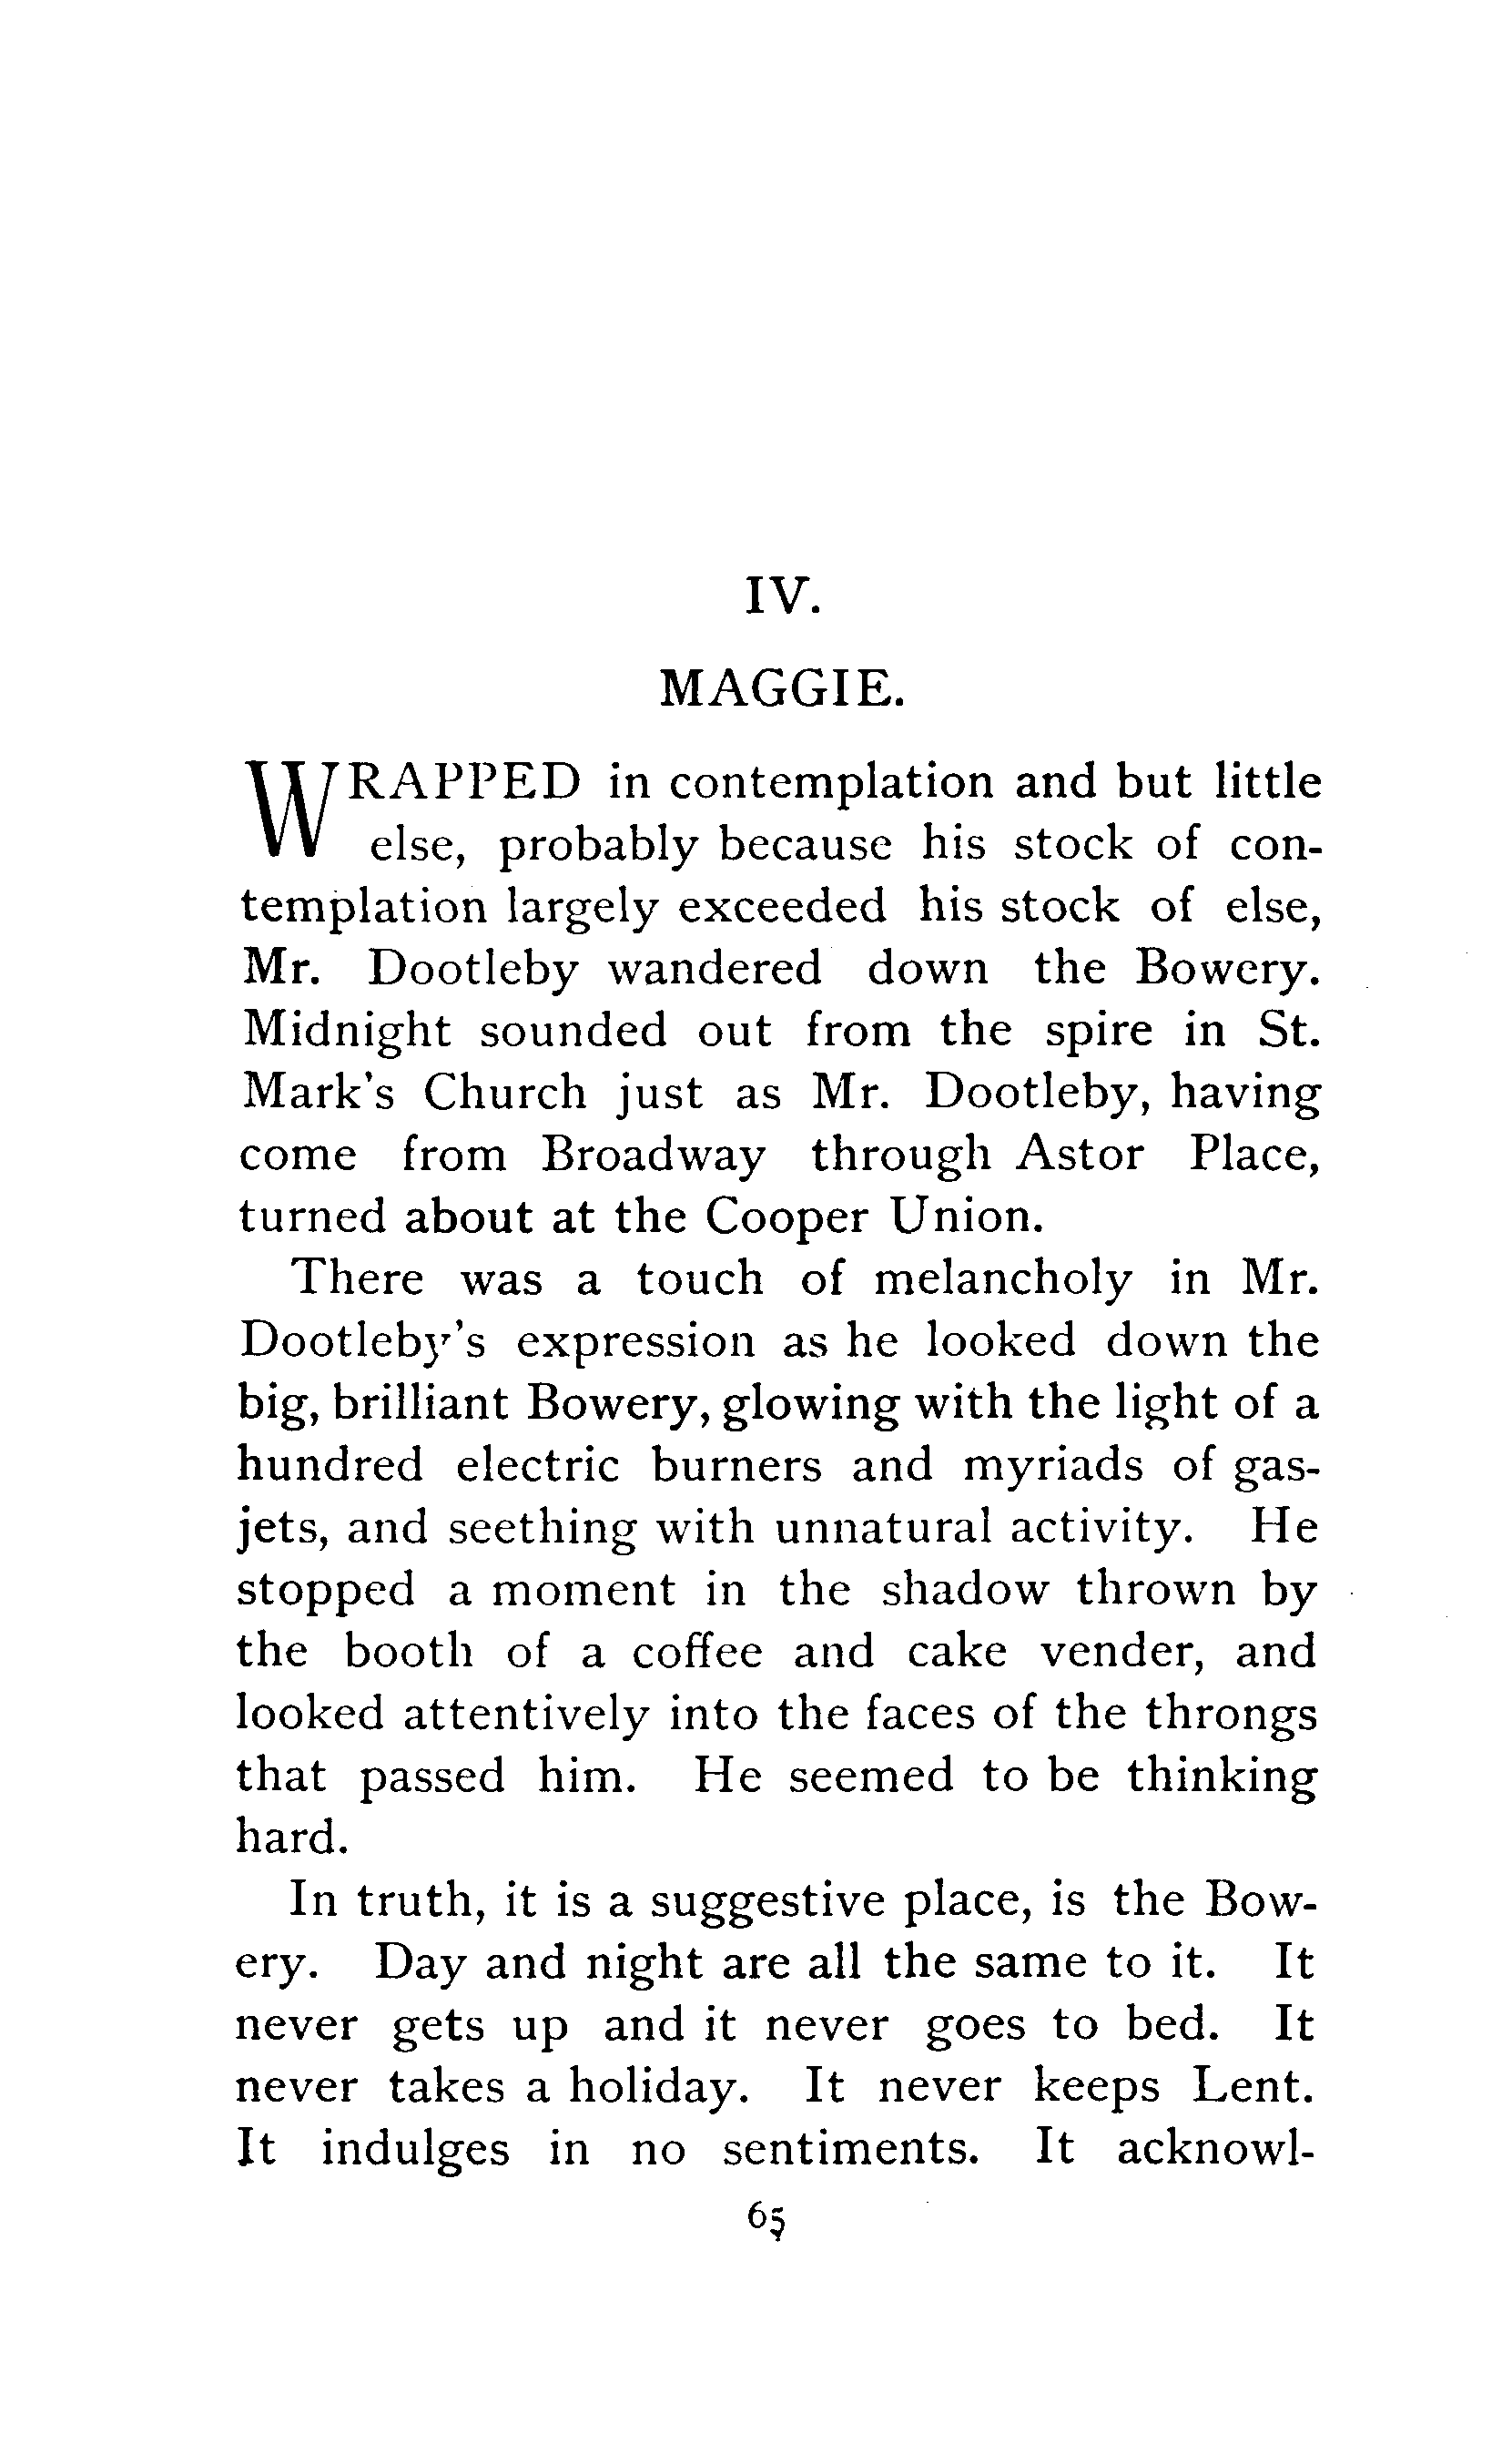 IV.
MAGGIE.
WRAPPED in contemplation and but little
else, probably because his stock of con-
templation largely exceeded his stock of else,
Mr. Dootleby wandered down the Bowery.
Midnight sounded out from the spire in St.
Mark's Church just as Mr. Dootleby, having
come from Broadway through Astor Place,
turned about at the Cooper Union.
There was a touch of melancholy in Mr.
Dootleby's expression as he looked down the
big, brilliant Bowery, glowing with the light of a
hundred electric burners and myriads of gas-
jets, and seething with unnatural activity. He
stopped a moment in the shadow thrown by
the booth of a coffee and cake vender, and
looked attentively into the faces of the throngs
that passed him. He seemed to be thinking
hard.
In truth, it is a suggestive place, is the Bow-
ery. Day and night are all the same to it. It
never gets up and it never goes to bed. It
never takes a holiday. It never keeps Lent.
It indulges in no sentiments. It acknowl-
65